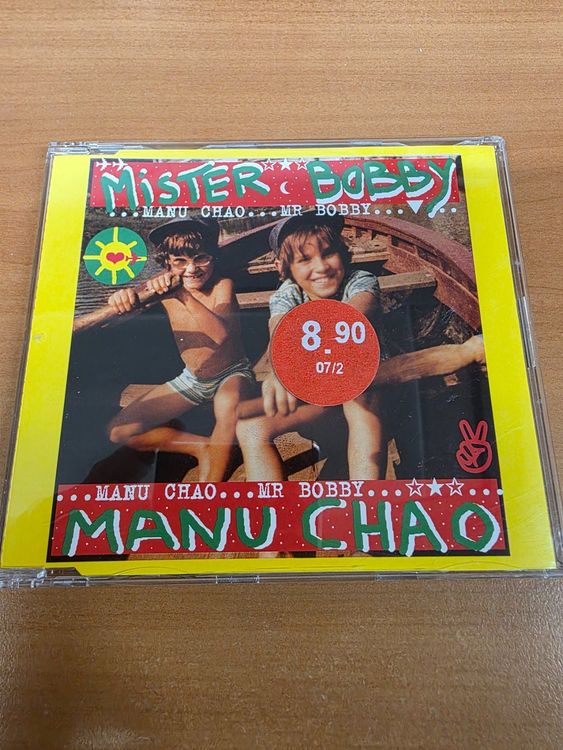 MiSTER BOBBY
...MANU CHAO...MR BOBBY......
8.90
07/2
...MANU CHAO...MR BOBBY...☆★☆...
MANU CHAO